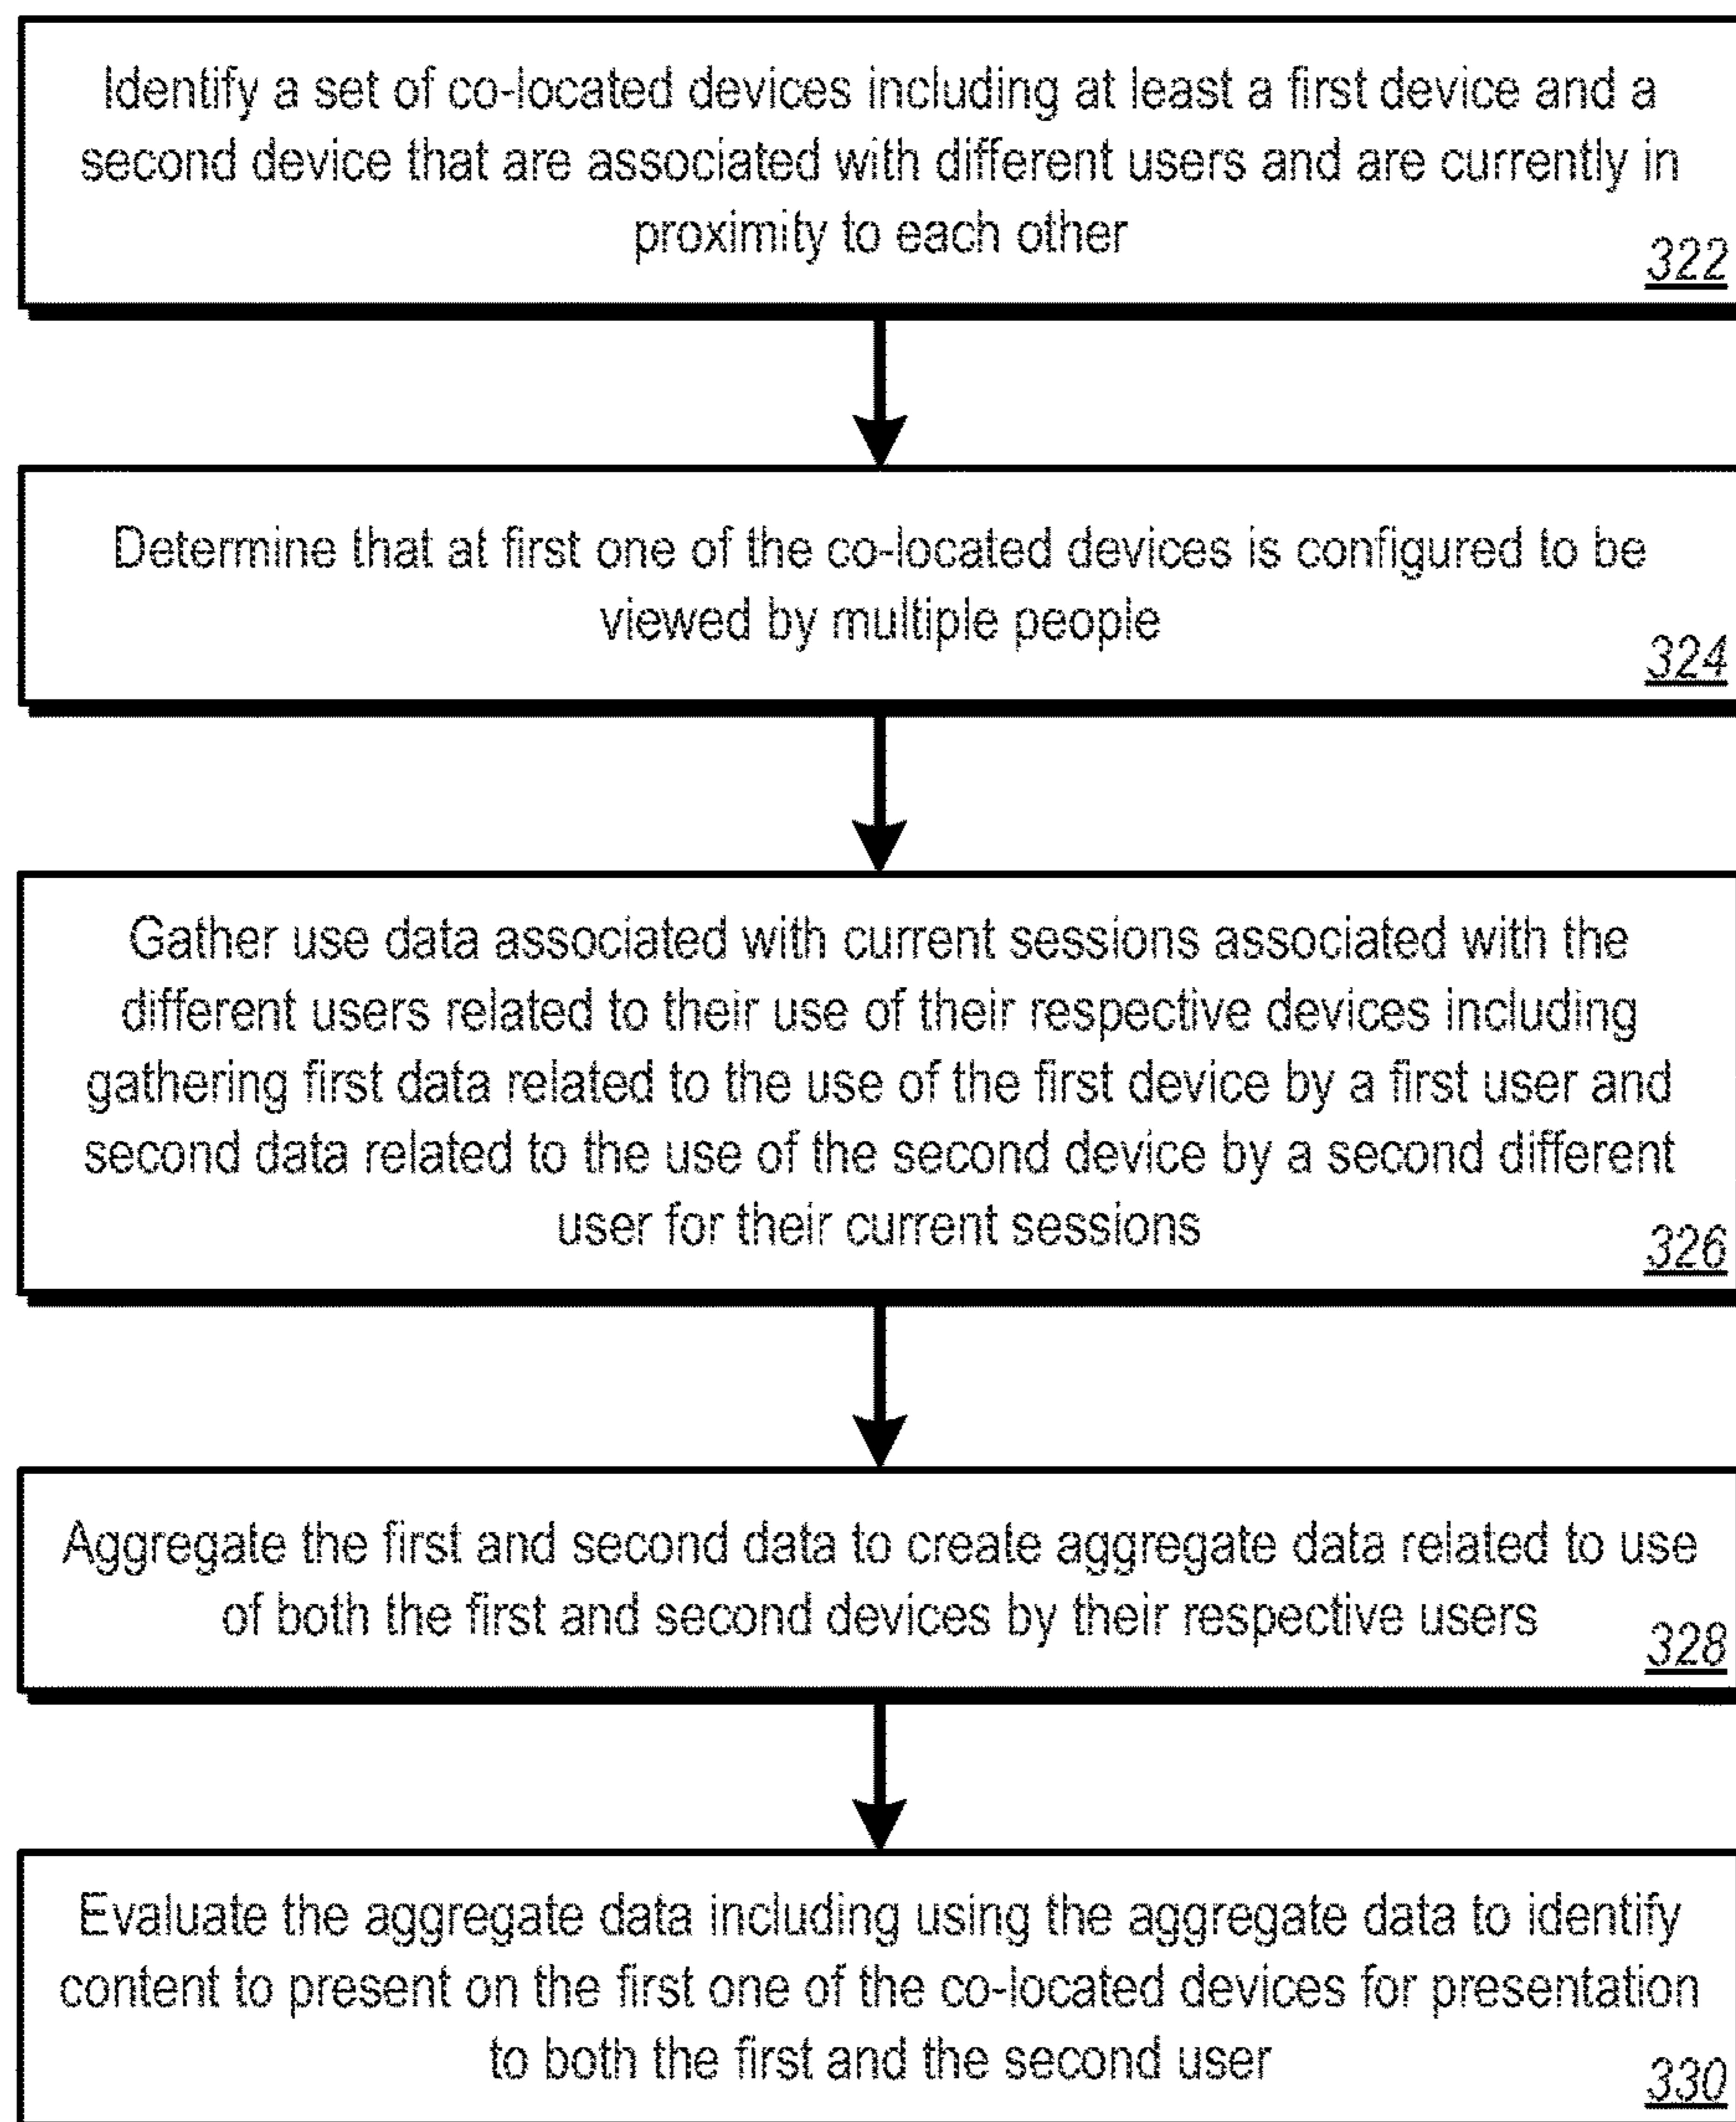 Identify a set of co-located devices including at least a first device and a
second device that are associated with different users and are currently in
proximity to each other
322
Determine that at first one of the co-located devices is configured to be
viewed by multiple people
324
Gather use data associated with current sessions associated with the
different users related to their use of their respective devices including
gathering first data related to the use of the first device by a first user and
second data related to the use of the second device by a second different
user for their current sessions
326
Aggregate the first and second data to create aggregate data related to use
of both the first and second devices by their respective users
328
Evaluate the aggregate data including using the aggregate data to identify
content to present on the first one of the co-located devices for presentation
to both the first and the second user
330